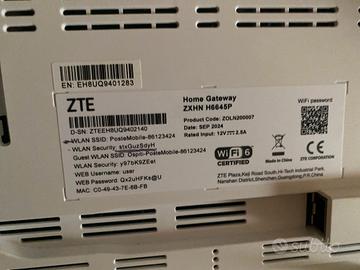 EN: EH8UQ9401283
ZTE
Home Gateway
ZXHN H6645P
WiFi password
D-SN: ZTEEH8UQ9402140
Product Code: ZOLN200007
WLAN SSID: PosteMobile-86123424
Date: SEP 2024
WLAN Security:
Rated Input: 12V 2.5A
Guest WLAN SSID: Ospiti-PosteMobile-86123424
WLAN Security: y97bK9ZEet
WEB Username: user
WEB Password: Qx2uHFKs@U
MAC: C0-49-43-7E-6B-FB
WiFi 6
CERTIFIED
Made in China
ZTE CORPORATION
ZTE Plaza, Keji Road South, Hi-Tech Industrial Park,
Nanshan District, Shenzhen, Guangdong, P.R. China
subito